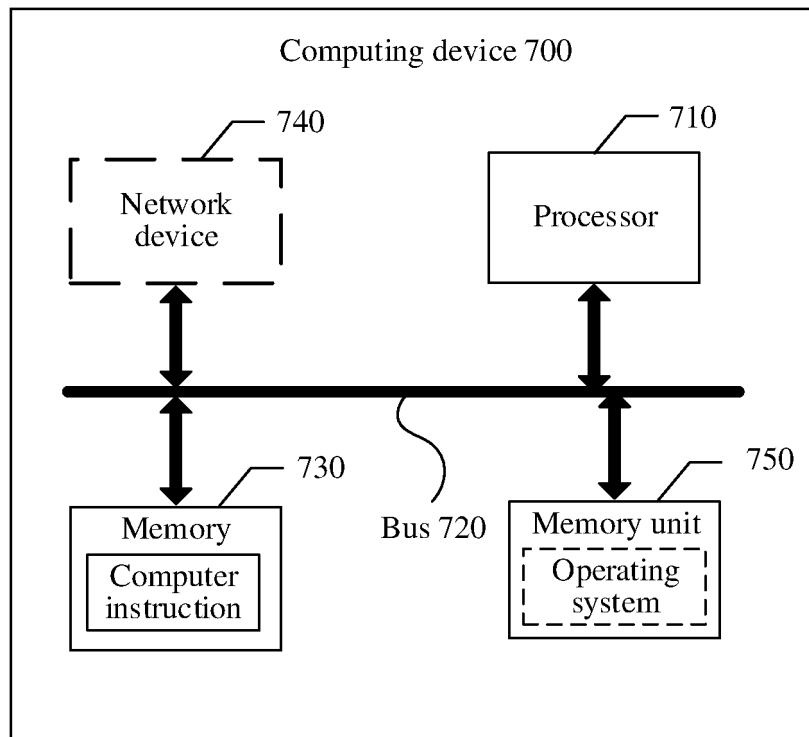 Computing device 700
740
710
Network
device
Processor
730
750
Bus 720
Memory
Computer
instruction
Memory unit
Operating
system